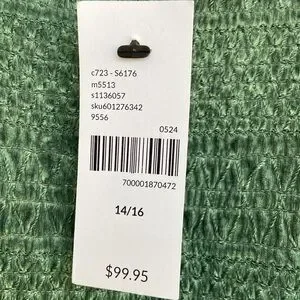 c723 - S6176
m5513
s1136057
sku601276342
9556
0524
700001870472
14/16
$99.95